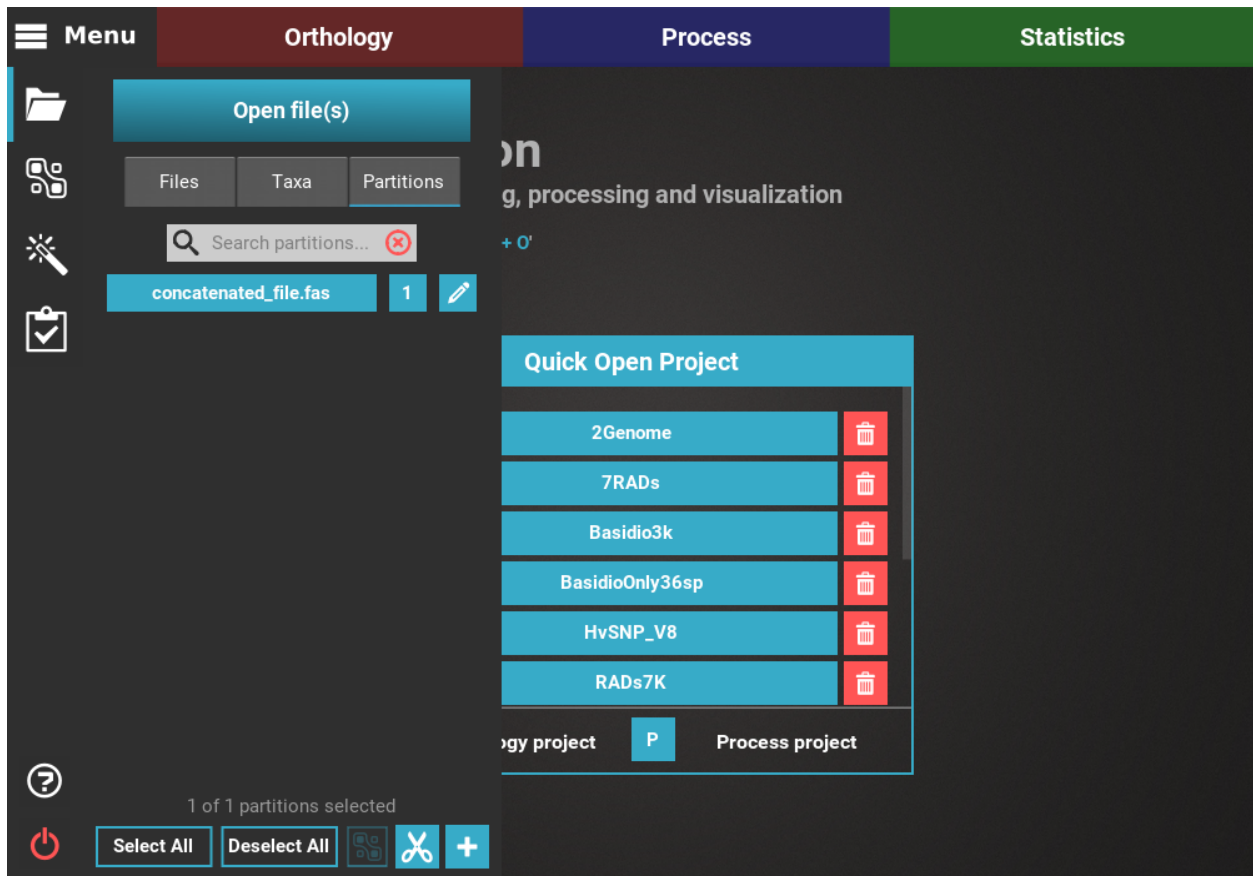 Menu
Orthology
Process
Statistics
Open file(s)
Files
Taxa
Partitions
on
g, processing and visualization
Search partitions...
+ O'
concatenated_file.fas
1
Quick Open Project
2Genome
7RADs
Basidio3k
BasidioOnly36sp
HvSNP_V8
RADs7K
ogy project
P
Process project
?
1 of 1 partitions selected
Select All
Deselect All
+